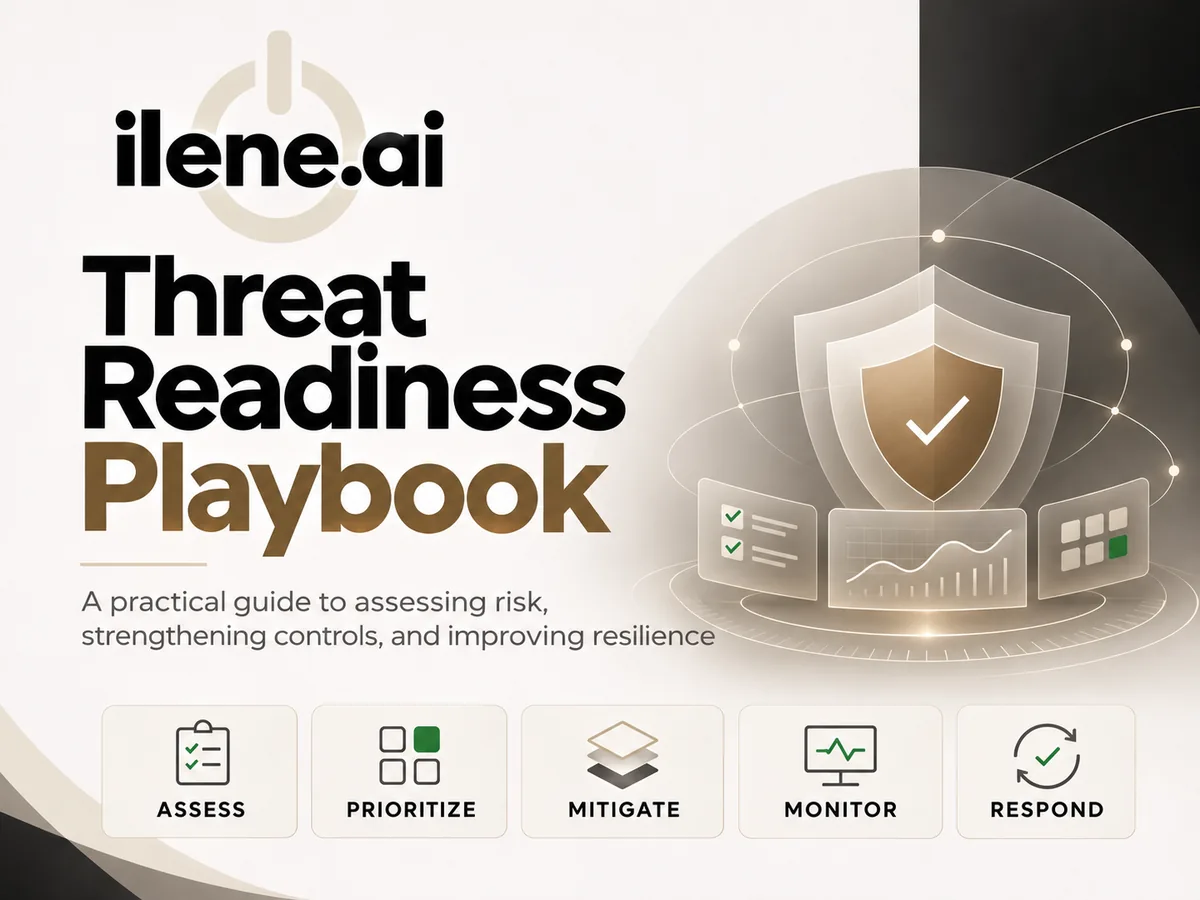 ilene.ai
Threat
Readiness
Playbook
A practical guide to assessing risk,
strengthening controls, and improving resilience
ASSESS
PRIORITIZE
MITIGATE
MONITOR
RESPOND